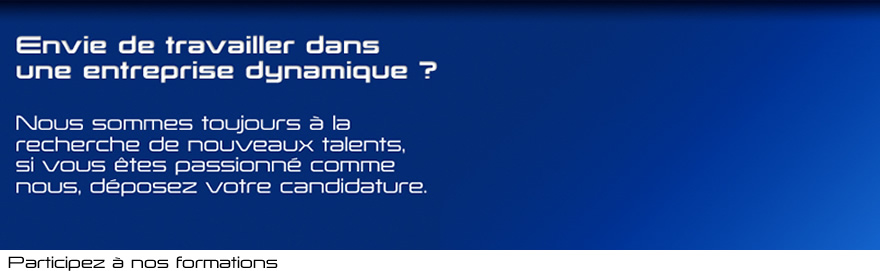 Envie de travailler dans
une entreprise dynamique ?
Nous sommes toujours à la
recherche de nouveaux talents,
si vous êtes passionné comme
nous, déposez votre candidature.
Participez à nos formations